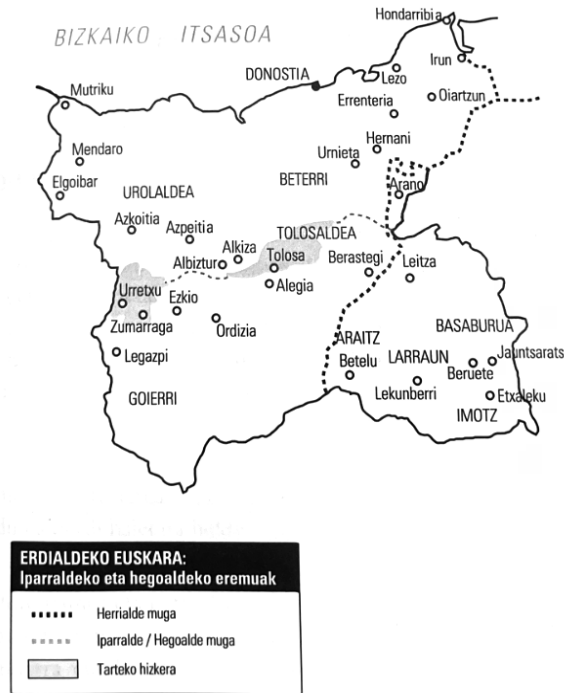 Hondarribia
BIZKAIKO ITSASOA
Irun
DONOSTIA
Lezo
Mutriku
Errenteria
Oiartzun
Hernani
Mendaro
Urnieta
Elgoibar
UROLALDEA
BETERRI
Arano
Azkoitia
Azpeitia
TOLOSALDEA
Alkiza
Albiztur
Tolosa
Berastegi
Leitza
Urretxu
Ezkio
Alegia
Zumarraga
Ordizia
ARAITZ
BASABURUA
Legazpi
Betelu
LARRAUN
Jauntsarats
Beruete
GOIERRI
Lekunberri
Etxaleku
IMOTZ
ERDIALDEKO EUSKARA:
Iparraldeko eta hegoaldeko eremuak
Herrialde muga
Iparralde / Hegoalde muga
Tarteko hizkera